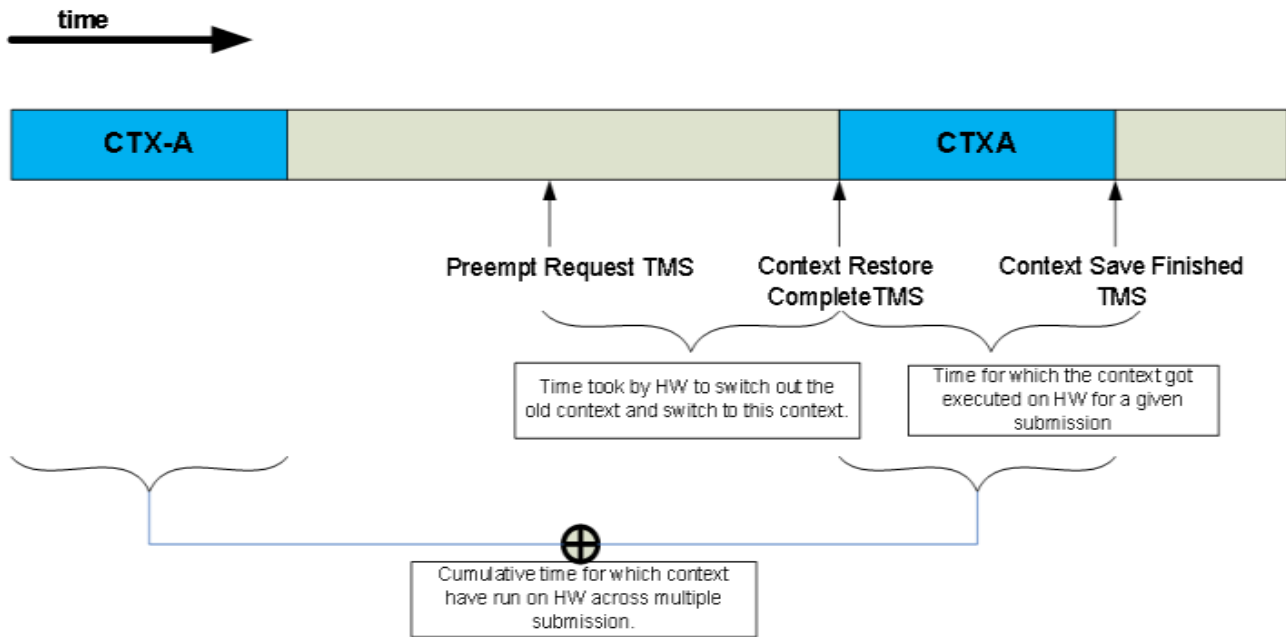 time
CTX-A
CTXA
Preempt Request TMS
Context Restore
CompleteTMS
Context Save Finished
TMS
Time took by HW to switch out the
old context and switch to this context.
Time for which the context got
executed on HW for a given
submission
Cumulative time for which context
have run on HW across multiple
submission.